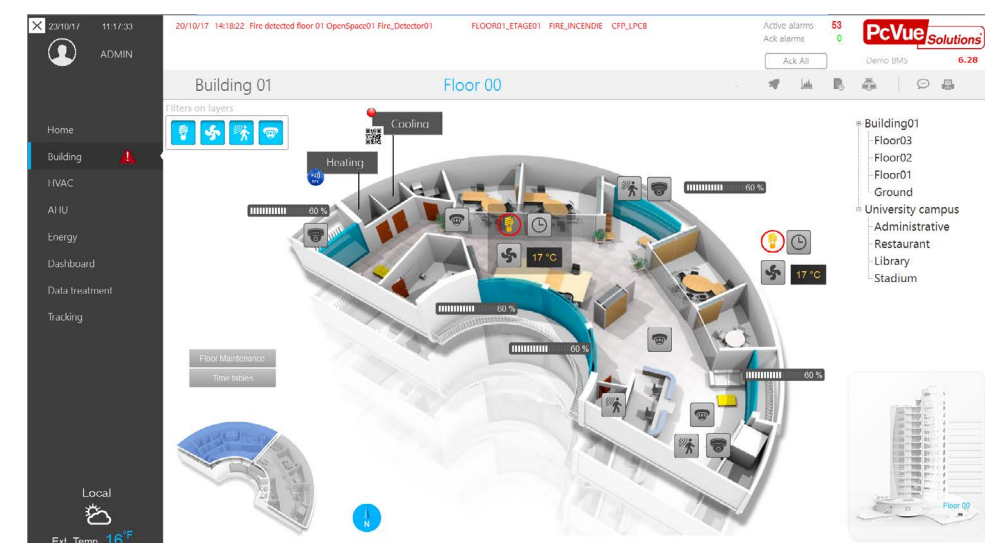 23/10/17 11:17:33
ADMIN
20/10/17 14:18:22 Fire detected floor 01 OpenSpace01 Fire_Detector01 FLOOR01_ETAGE01 FIRE_INCENDIE CFP_LPCB
Active alarms 53
Ack alarms 0
Ack All
PcVue Solutions
Demo BMS 6.28
Building 01
Floor 00
Filters on layers
Home
Building
HVAC
AHU
Energy
Dashboard
Data treatment
Tracking
Cooling
Heating
60 %
60 %
17 °C
17 °C
60 %
60 %
60 %
Floor Maintenance
Time tables
Building01
Floor03
Floor02
Floor01
Ground
University campus
Administrative
Restaurant
Library
Stadium
N
Floor 00
Local
Ext. Temp 16°F